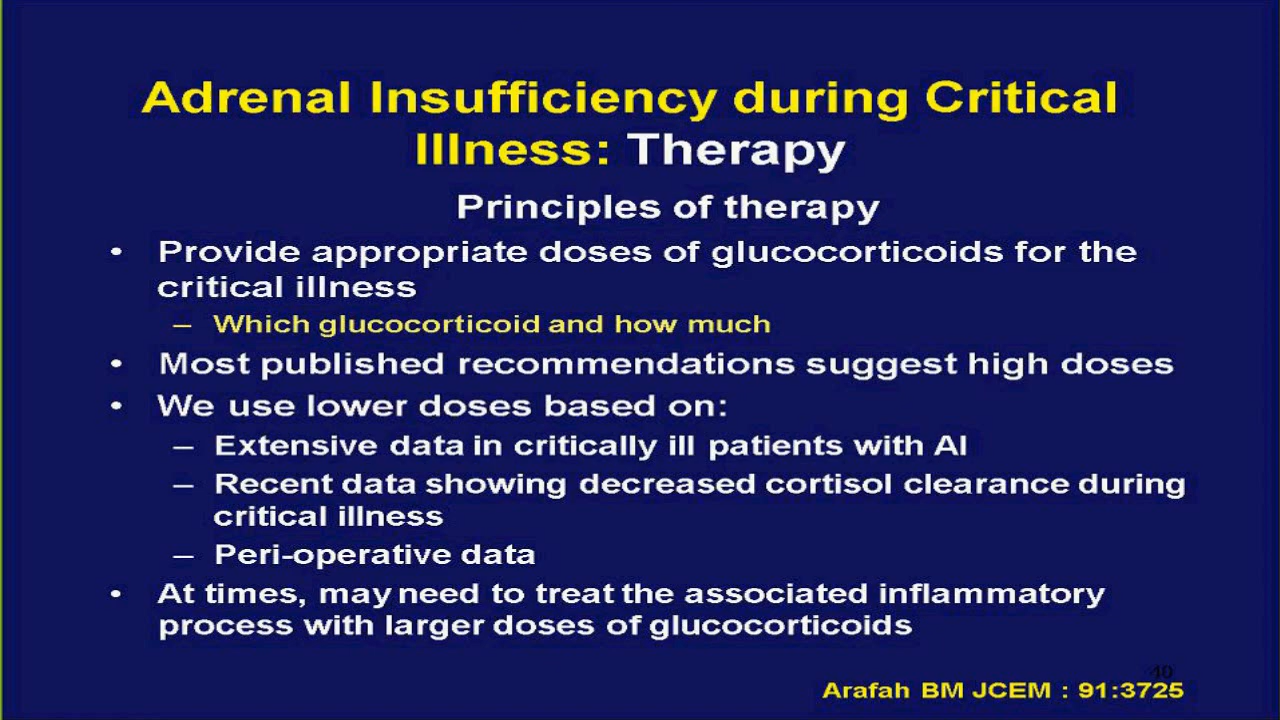 Adrenal Insufficiency during Critical
Illness: Therapy
Principles of therapy
• Provide appropriate doses of glucocorticoids for the
critical illness
– Which glucocorticoid and how much
• Most published recommendations suggest high doses
• We use lower doses based on:
– Extensive data in critically ill patients with AI
– Recent data showing decreased cortisol clearance during
critical illness
– Peri-operative data
• At times, may need to treat the associated inflammatory
process with larger doses of glucocorticoids
40
Arafah BM JCEM : 91:3725